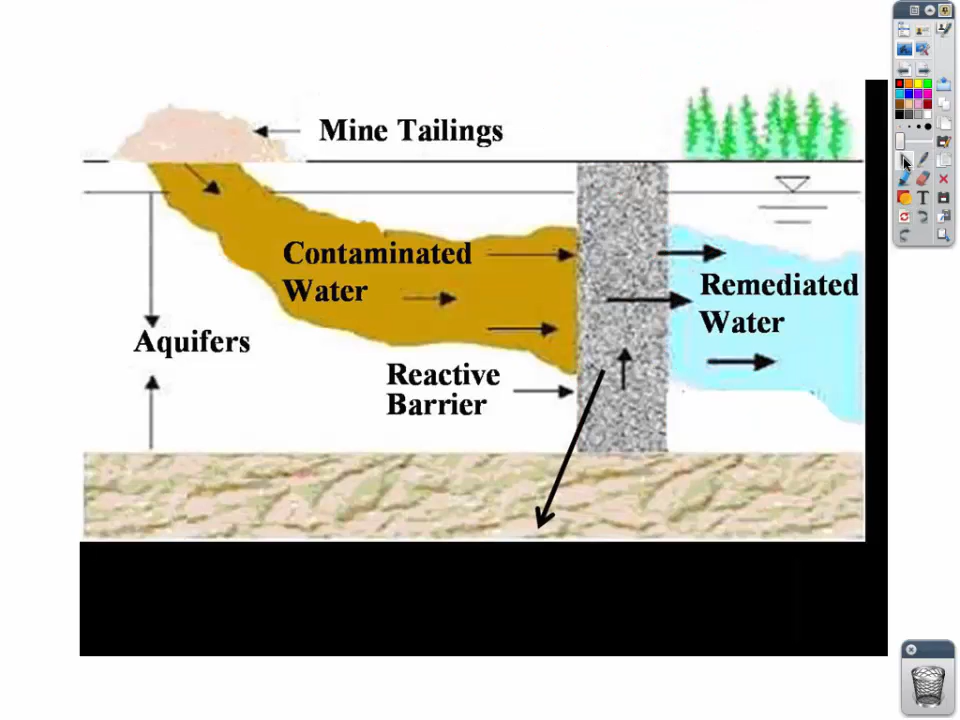 Mine Tailings
Contaminated
Water
Remediated
Water
Aquifers
Reactive
Barrier